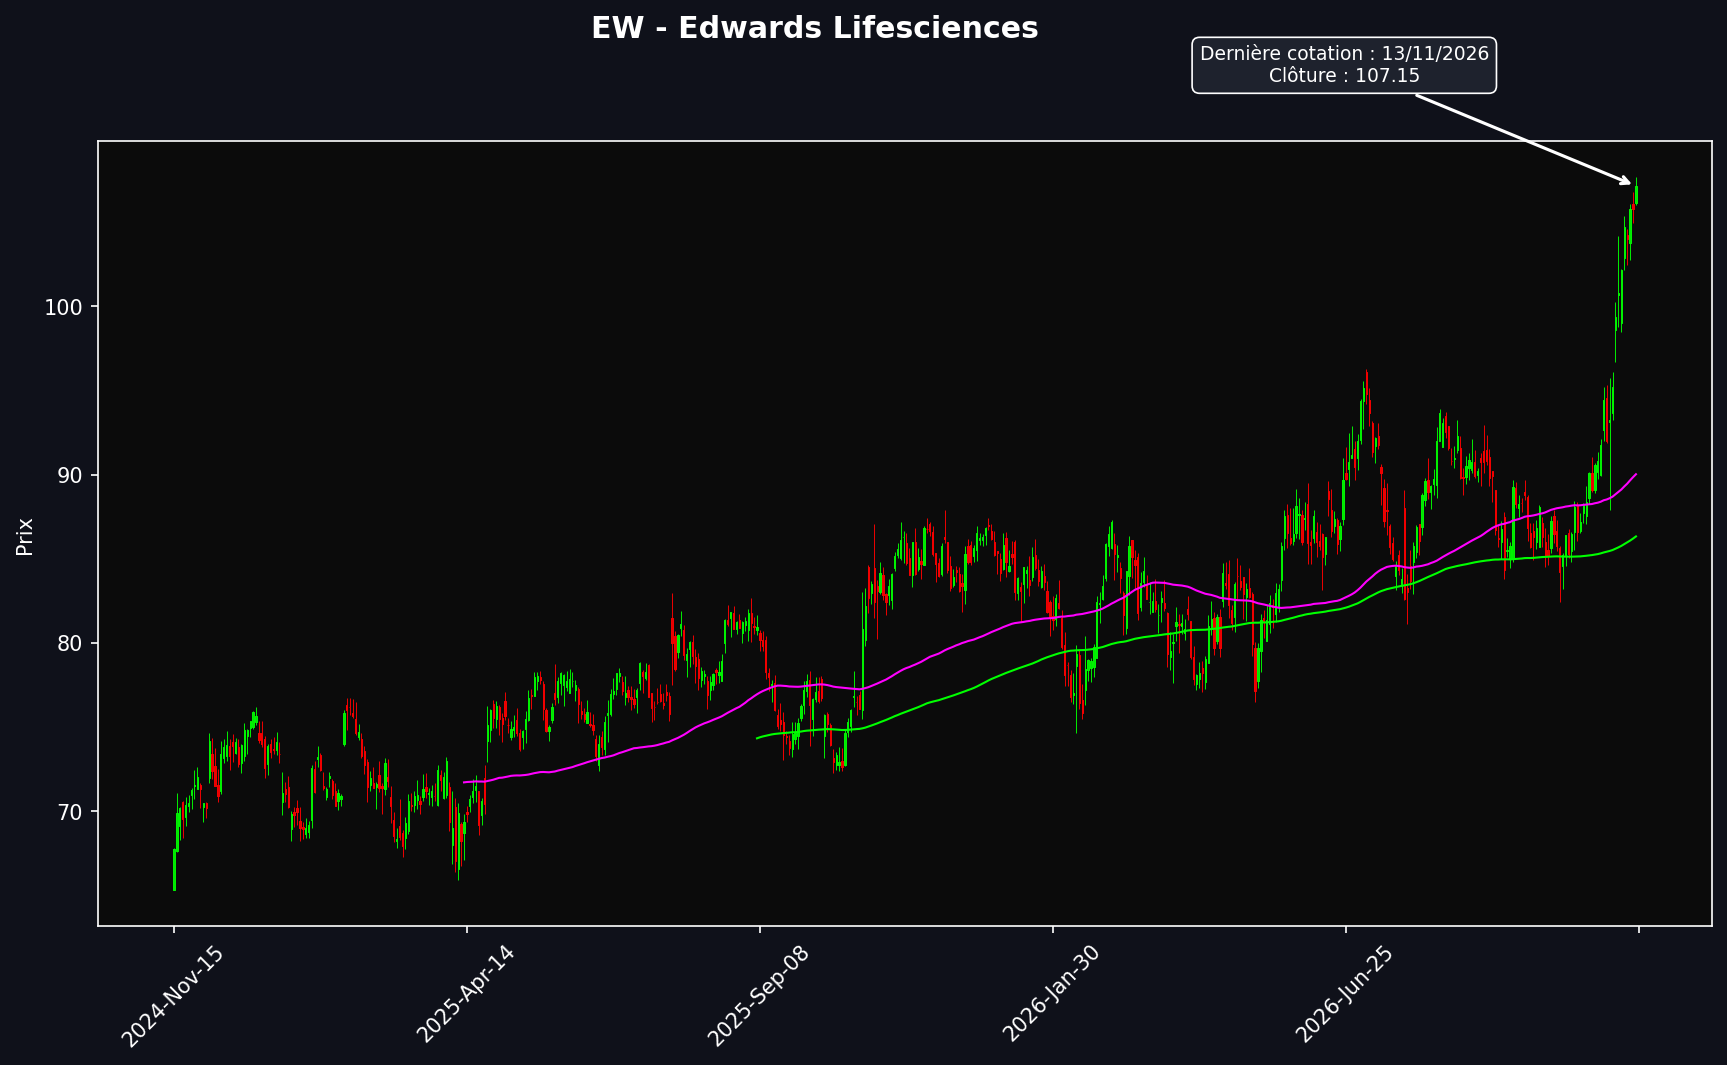 EW - Edwards Lifesciences
Dernière cotation : 13/11/2026
Clôture : 107.15
Prix
100
90
80
70
2024-Nov-15
2025-Apr-14
2025-Sep-08
2026-Jan-30
2026-Jun-25